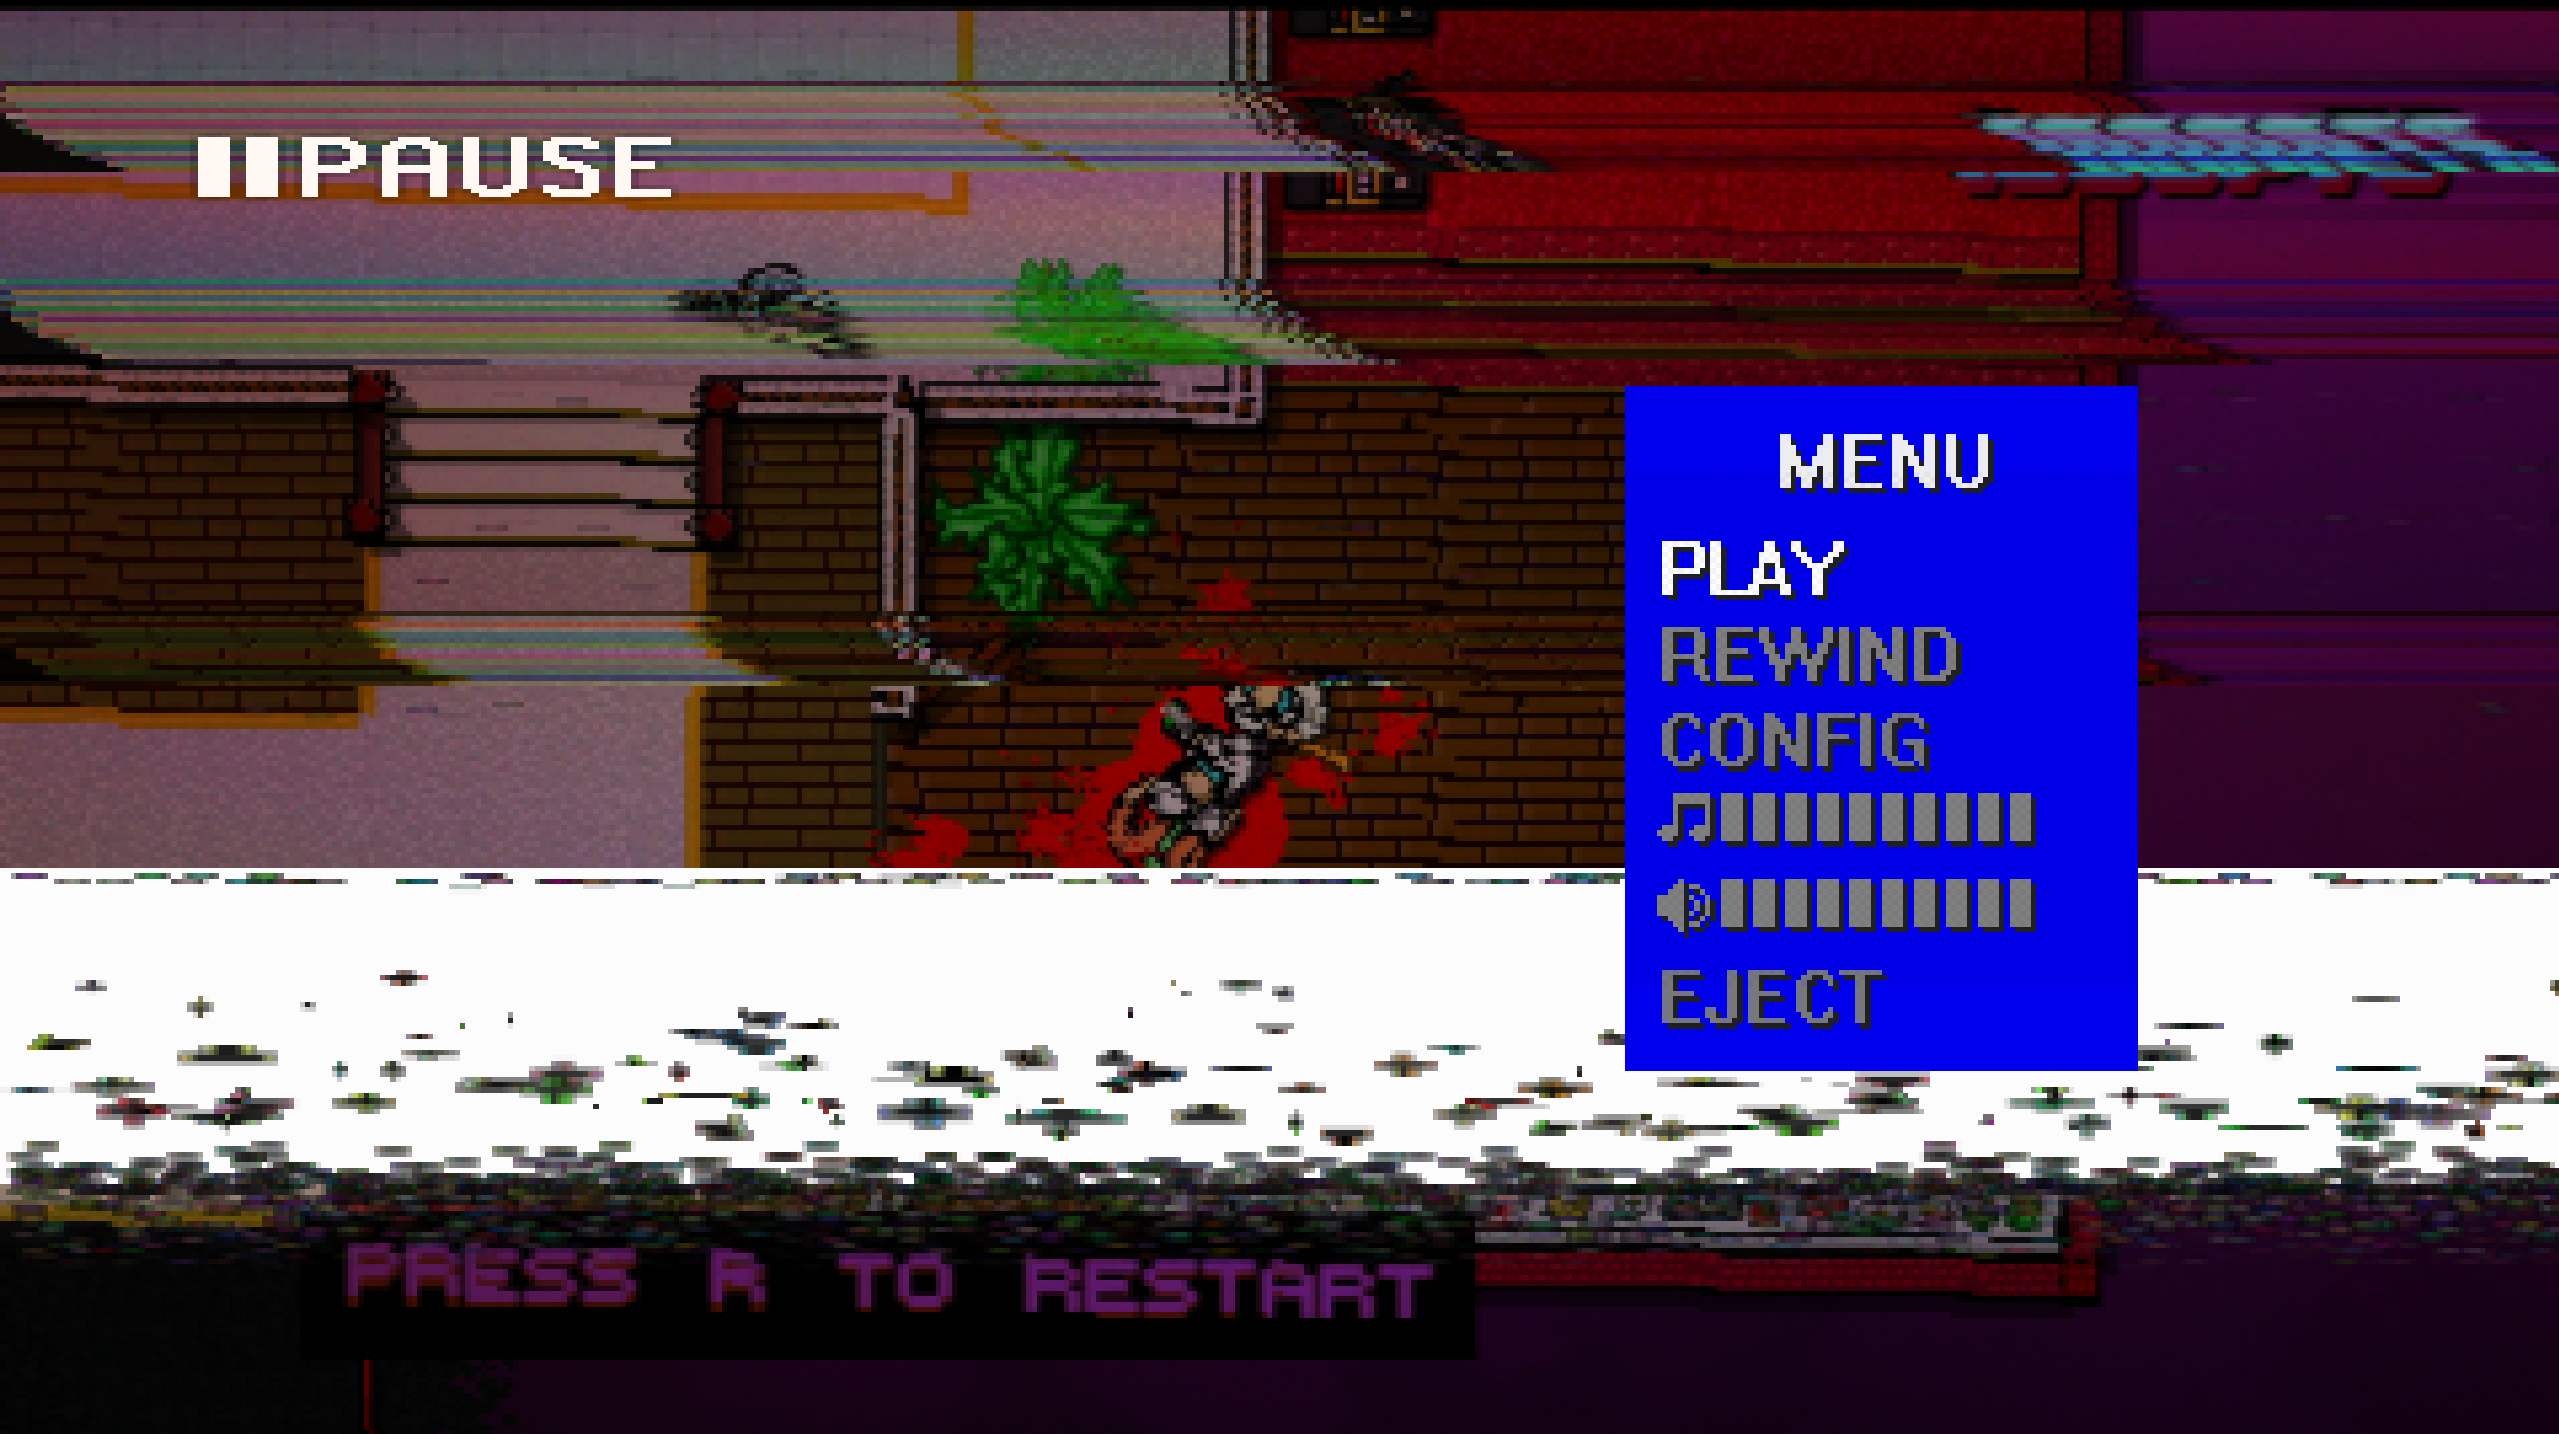 PAUSE
MENU
PLAY
REWIND
CONFIG
EJECT
PRESS R TO RESTART